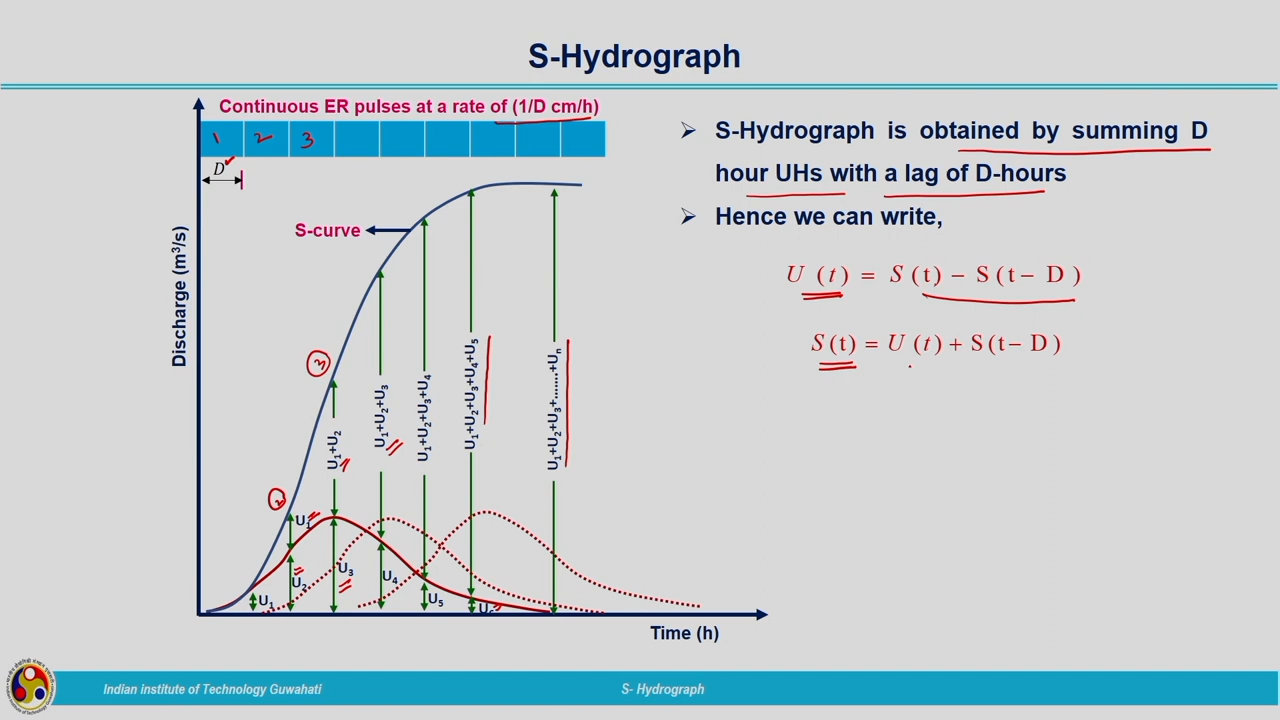 S-Hydrograph
Continuous ER pulses at a rate of (1/D cm/h)
1 2 3
D
S-curve
Discharge (m³/s)
3
2
U₁+U₂
U₁+U₂+U₃
U₁+U₂+U₃+U₄
U₁+U₂+U₃+U₄+U₅
U₁+U₂+U₃+........+Uₙ
U₁
U₁
U₂
U₃
U₄
U₅
Time (h)
➢ S-Hydrograph is obtained by summing D
hour UHs with a lag of D-hours
➢ Hence we can write,
U (t) = S (t) − S (t − D )
S (t) = U (t) + S (t − D )
Indian institute of Technology Guwahati
S- Hydrograph